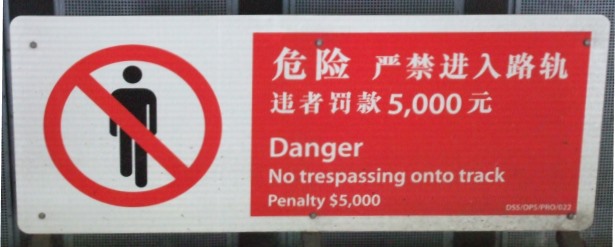 危险 严禁进入路轨
违者罚款 5,000 元
Danger
No trespassing onto track
Penalty $5,000
DSS/OPS/PRO/022